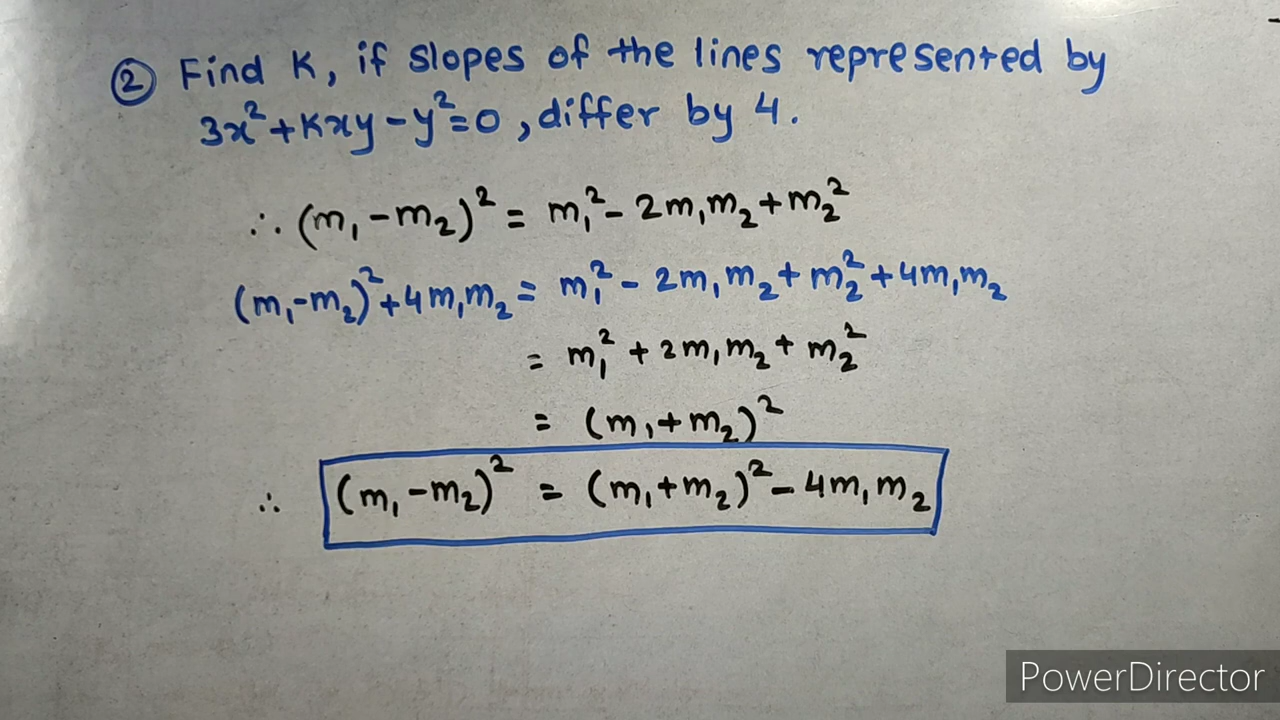 ② Find K, if slopes of the lines represented by
3x² + Kxy - y² = 0, differ by 4.
∴ (m₁ - m₂)² = m₁² - 2m₁m₂ + m₂²
(m₁ - m₂)² + 4m₁m₂ = m₁² - 2m₁m₂ + m₂² + 4m₁m₂
= m₁² + 2m₁m₂ + m₂²
= (m₁ + m₂)²
∴ (m₁ - m₂)² = (m₁ + m₂)² - 4m₁m₂
PowerDirector